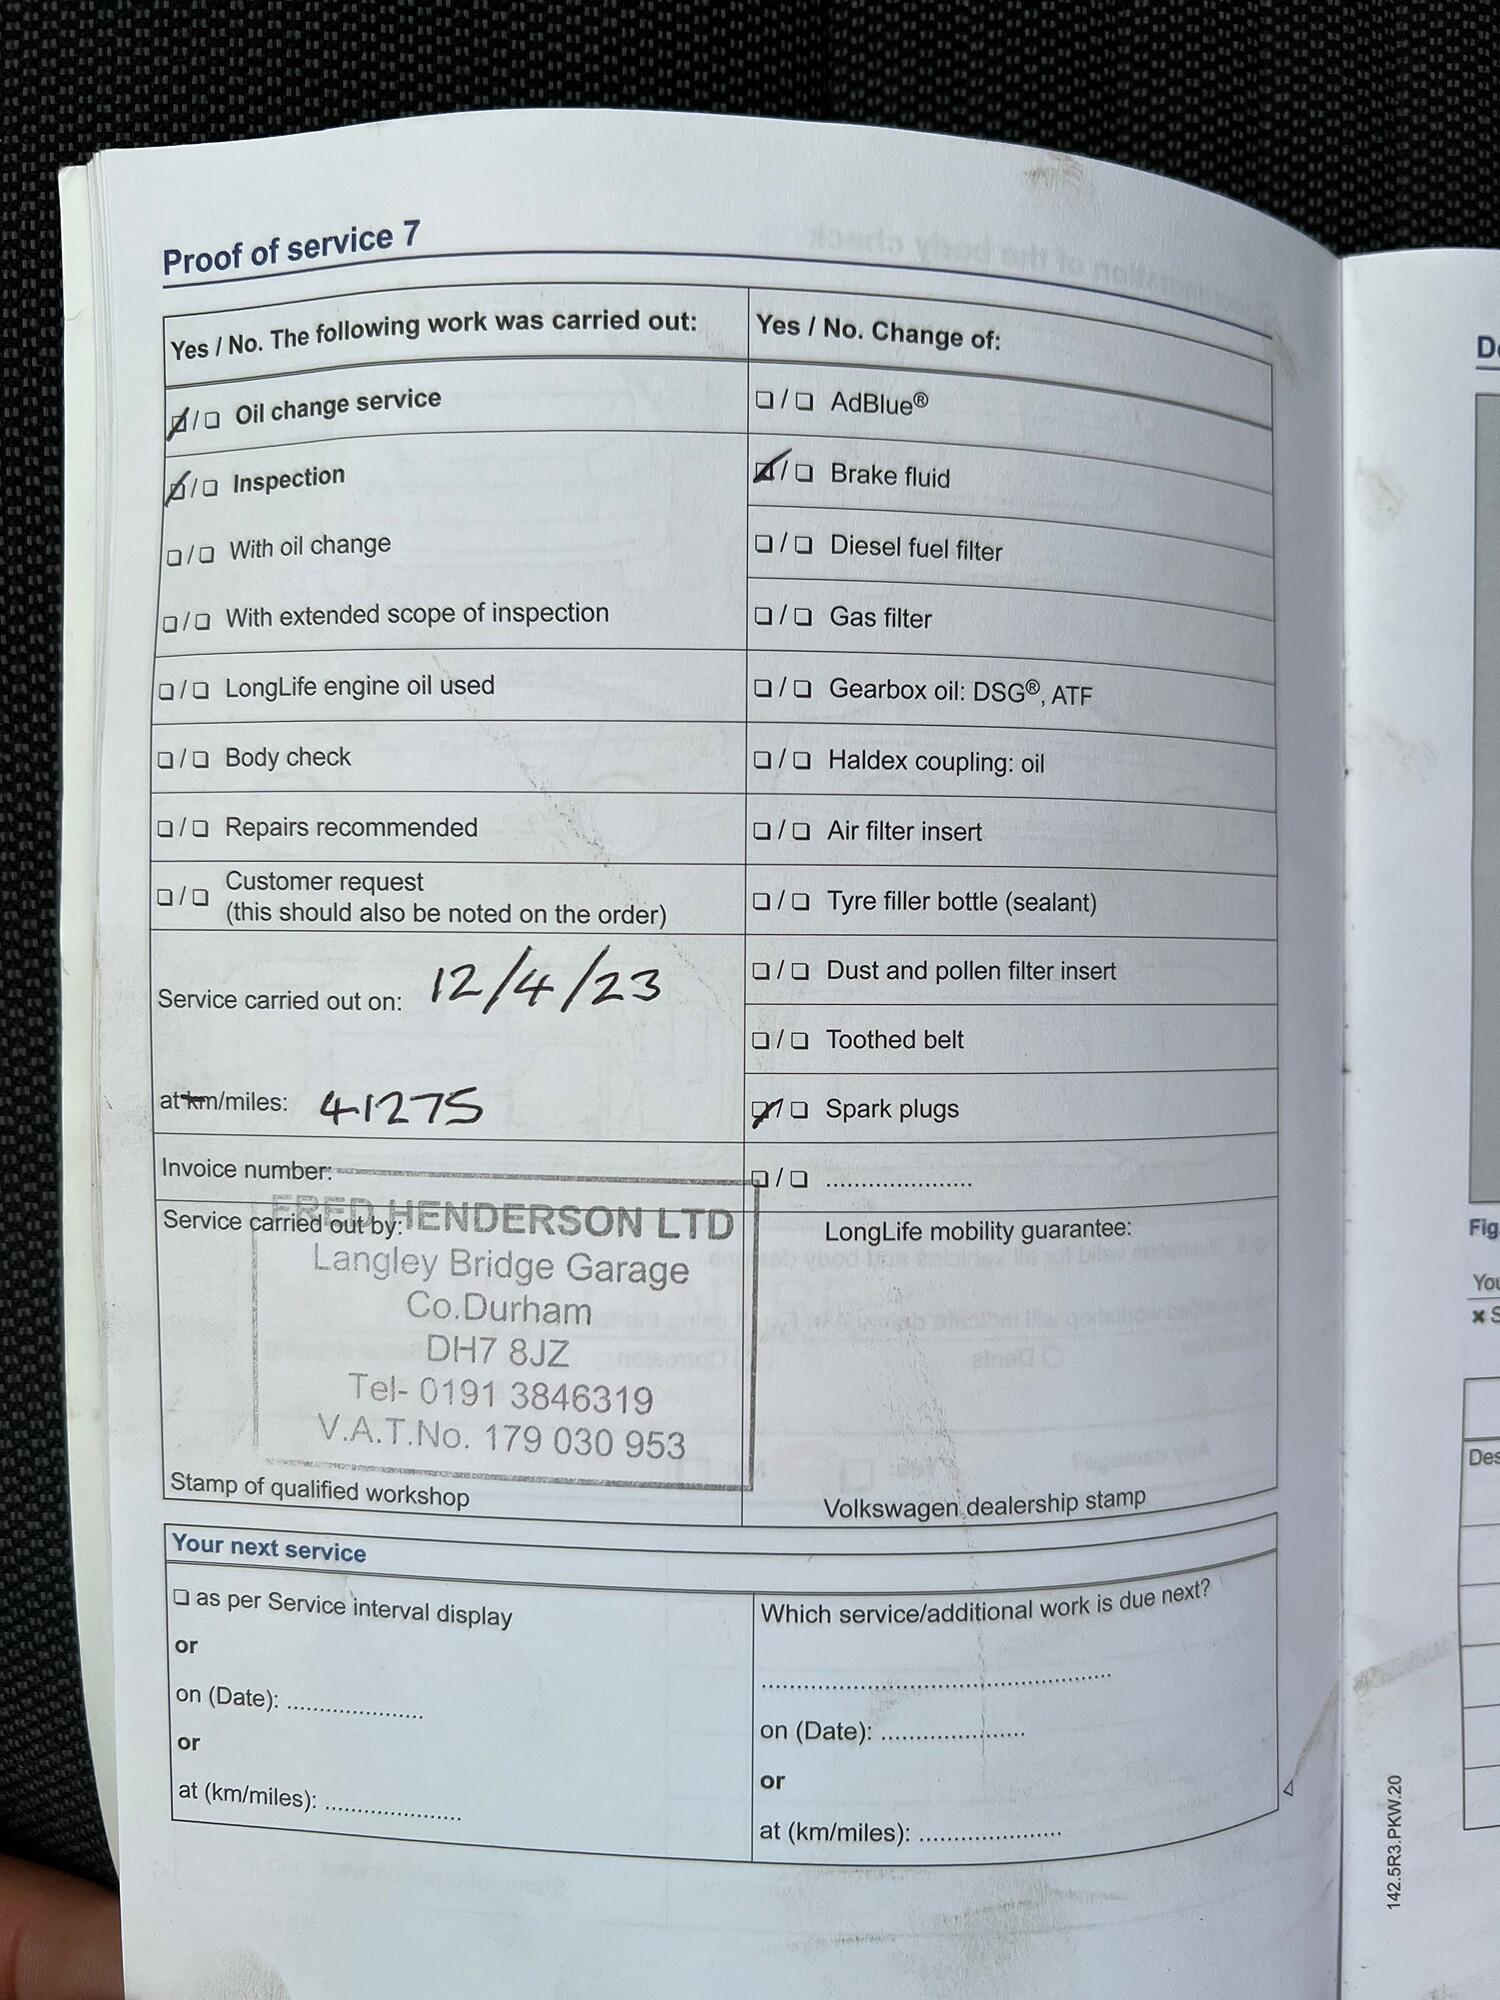 Proof of service 7
Yes / No. The following work was carried out:
❏ / ❏ Oil change service
❏ / ❏ Inspection
❏ / ❏ With oil change
❏ / ❏ With extended scope of inspection
❏ / ❏ LongLife engine oil used
❏ / ❏ Body check
❏ / ❏ Repairs recommended
❏ / ❏ Customer request
(this should also be noted on the order)
Service carried out on: 12/4/23
at km/miles: 41275
Invoice number:
Service carried out by:
FRED HENDERSON LTD
Langley Bridge Garage
Co.Durham
DH7 8JZ
Tel- 0191 3846319
V.A.T.No. 179 030 953
Stamp of qualified workshop
Yes / No. Change of:
❏ / ❏ AdBlue®
❏ / ❏ Brake fluid
❏ / ❏ Diesel fuel filter
❏ / ❏ Gas filter
❏ / ❏ Gearbox oil: DSG®, ATF
❏ / ❏ Haldex coupling: oil
❏ / ❏ Air filter insert
❏ / ❏ Tyre filler bottle (sealant)
❏ / ❏ Dust and pollen filter insert
❏ / ❏ Toothed belt
❏ / ❏ Spark plugs
❏ / ❏ .....................
LongLife mobility guarantee:
Volkswagen dealership stamp
Your next service
❏ as per Service interval display
or
on (Date): .....................
or
at (km/miles): .....................
Which service/additional work is due next?
.....................................................
on (Date): .....................
or
at (km/miles): .....................
142.5R3.PKW.20
Fig